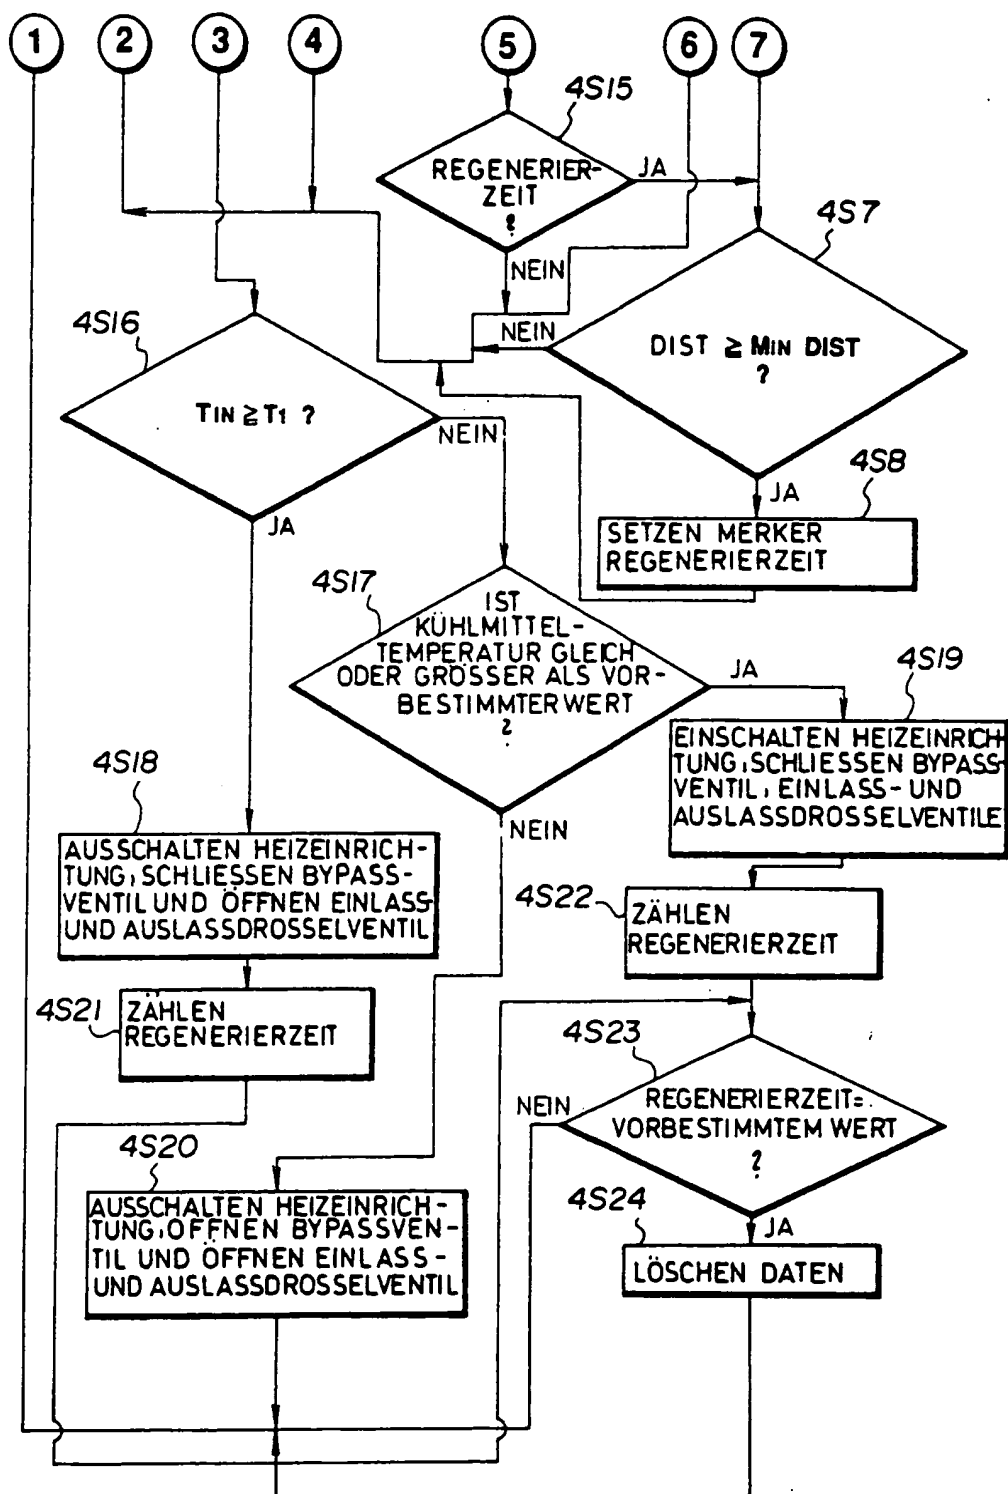 1 2 3 4 5 6 7
4S15
REGENERIER-
ZEIT
?
JA
NEIN
4S7
DIST ≧ MIN DIST
?
NEIN
JA
4S16
TIN ≧ T1 ?
NEIN
JA
4S8
SETZEN MERKER
REGENERIERZEIT
4S17
IST
KÜHLMITTEL-
TEMPERATUR GLEICH
ODER GRÖSSER ALS VOR-
BESTIMMTER WERT
?
JA
NEIN
4S19
EINSCHALTEN HEIZEINRICH-
TUNG, SCHLIESSEN BYPASS-
VENTIL, EINLASS- UND
AUSLASSDROSSELVENTILE
4S18
AUSSCHALTEN HEIZEINRICH-
TUNG, SCHLIESSEN BYPASS-
VENTIL UND ÖFFNEN EINLASS-
UND AUSLASSDROSSELVENTIL
4S22
ZÄHLEN
REGENERIERZEIT
4S21
ZÄHLEN
REGENERIERZEIT
4S23
REGENERIERZEIT=
VORBESTIMMTEM WERT
?
NEIN
JA
4S20
AUSSCHALTEN HEIZEINRICH-
TUNG, ÖFFNEN BYPASSVEN-
TIL UND ÖFFNEN EINLASS-
UND AUSLASSDROSSELVENTIL
4S24
LÖSCHEN DATEN